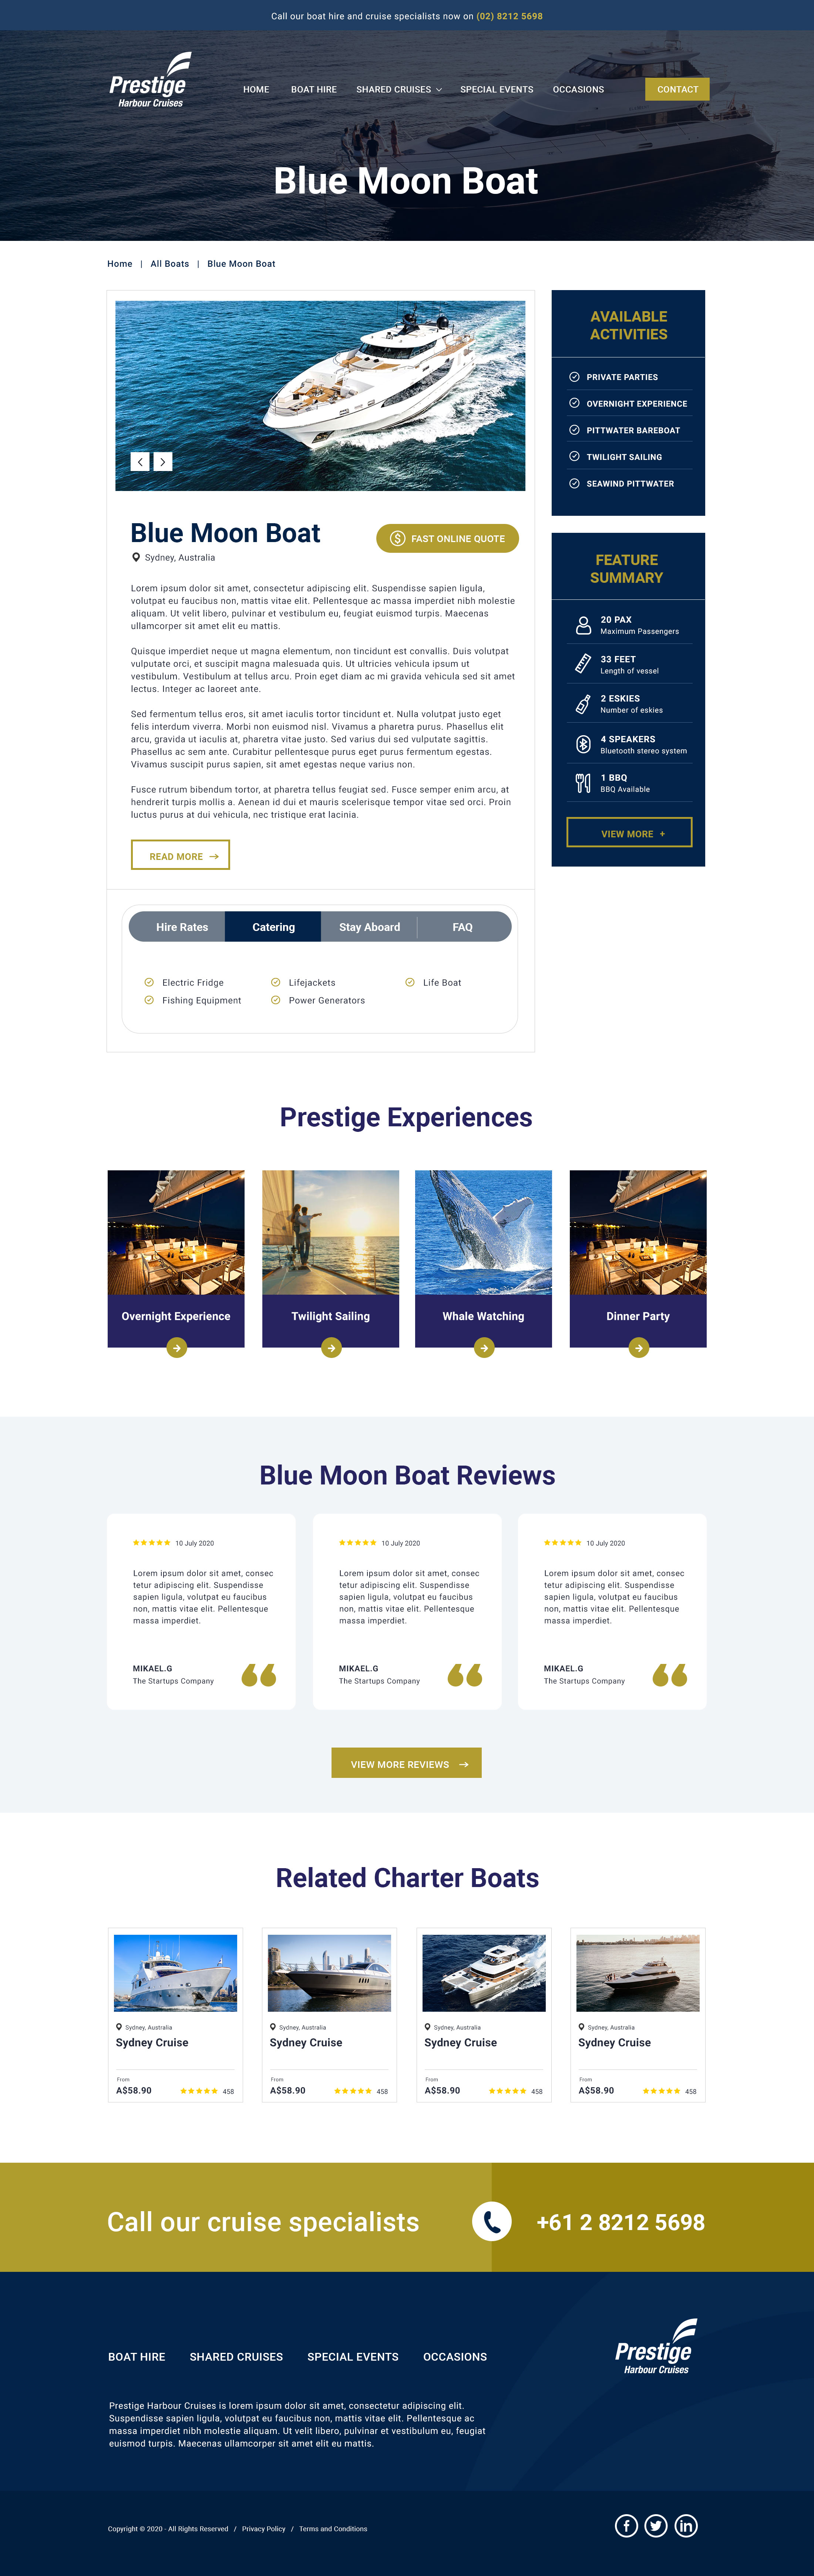 Call our boat hire and cruise specialists now on (02) 8212 5698
Prestige
Harbour Cruises
HOME BOAT HIRE SHARED CRUISES SPECIAL EVENTS OCCASIONS CONTACT
Blue Moon Boat
Home | All Boats | Blue Moon Boat
Blue Moon Boat
FAST ONLINE QUOTE
Sydney, Australia
Lorem ipsum dolor sit amet, consectetur adipiscing elit. Suspendisse sapien ligula,
volutpat eu faucibus non, mattis vitae elit. Pellentesque ac massa imperdiet nibh molestie
aliquam. Ut velit libero, pulvinar et vestibulum eu, feugiat euismod turpis. Maecenas
ullamcorper sit amet elit eu mattis.
Quisque imperdiet neque ut magna elementum, non tincidunt est convallis. Duis volutpat
vulputate orci, et suscipit magna malesuada quis. Ut ultricies vehicula ipsum ut
vestibulum. Vestibulum at tellus arcu. Proin eget diam ac mi gravida vehicula sed sit amet
lectus. Integer ac laoreet ante.
Sed fermentum tellus eros, sit amet iaculis tortor tincidunt et. Nulla volutpat justo eget
felis interdum viverra. Morbi non euismod nisl. Vivamus a pharetra purus. Phasellus elit
arcu, gravida ut iaculis at, pharetra vitae justo. Sed varius dui sed vulputate sagittis.
Phasellus ac sem ante. Curabitur pellentesque purus eget purus fermentum egestas.
Vivamus suscipit purus sapien, sit amet egestas neque varius non.
Fusce rutrum bibendum tortor, at pharetra tellus feugiat sed. Fusce semper enim arcu, at
hendrerit turpis mollis a. Aenean id dui et mauris scelerisque tempor vitae sed orci. Proin
luctus purus at dui vehicula, nec tristique erat lacinia.
READ MORE
Hire Rates Catering Stay Aboard FAQ
Electric Fridge Lifejackets Life Boat
Fishing Equipment Power Generators
AVAILABLE
ACTIVITIES
PRIVATE PARTIES
OVERNIGHT EXPERIENCE
PITTWATER BAREBOAT
TWILIGHT SAILING
SEAWIND PITTWATER
FEATURE
SUMMARY
20 PAX
Maximum Passengers
33 FEET
Length of vessel
2 ESKIES
Number of eskies
4 SPEAKERS
Bluetooth stereo system
1 BBQ
BBQ Available
VIEW MORE +
Prestige Experiences
Overnight Experience Twilight Sailing Whale Watching Dinner Party
Blue Moon Boat Reviews
10 July 2020
Lorem ipsum dolor sit amet, consec
tetur adipiscing elit. Suspendisse
sapien ligula, volutpat eu faucibus
non, mattis vitae elit. Pellentesque
massa imperdiet.
MIKAEL.G
The Startups Company
10 July 2020
Lorem ipsum dolor sit amet, consec
tetur adipiscing elit. Suspendisse
sapien ligula, volutpat eu faucibus
non, mattis vitae elit. Pellentesque
massa imperdiet.
MIKAEL.G
The Startups Company
10 July 2020
Lorem ipsum dolor sit amet, consec
tetur adipiscing elit. Suspendisse
sapien ligula, volutpat eu faucibus
non, mattis vitae elit. Pellentesque
massa imperdiet.
MIKAEL.G
The Startups Company
VIEW MORE REVIEWS
Related Charter Boats
Sydney, Australia
Sydney Cruise
From
A$58.90 458
Sydney, Australia
Sydney Cruise
From
A$58.90 458
Sydney, Australia
Sydney Cruise
From
A$58.90 458
Sydney, Australia
Sydney Cruise
From
A$58.90 458
Call our cruise specialists +61 2 8212 5698
BOAT HIRE SHARED CRUISES SPECIAL EVENTS OCCASIONS
Prestige
Harbour Cruises
Prestige Harbour Cruises is lorem ipsum dolor sit amet, consectetur adipiscing elit.
Suspendisse sapien ligula, volutpat eu faucibus non, mattis vitae elit. Pellentesque ac
massa imperdiet nibh molestie aliquam. Ut velit libero, pulvinar et vestibulum eu, feugiat
euismod turpis. Maecenas ullamcorper sit amet elit eu mattis.
Copyright © 2020 - All Rights Reserved / Privacy Policy / Terms and Conditions